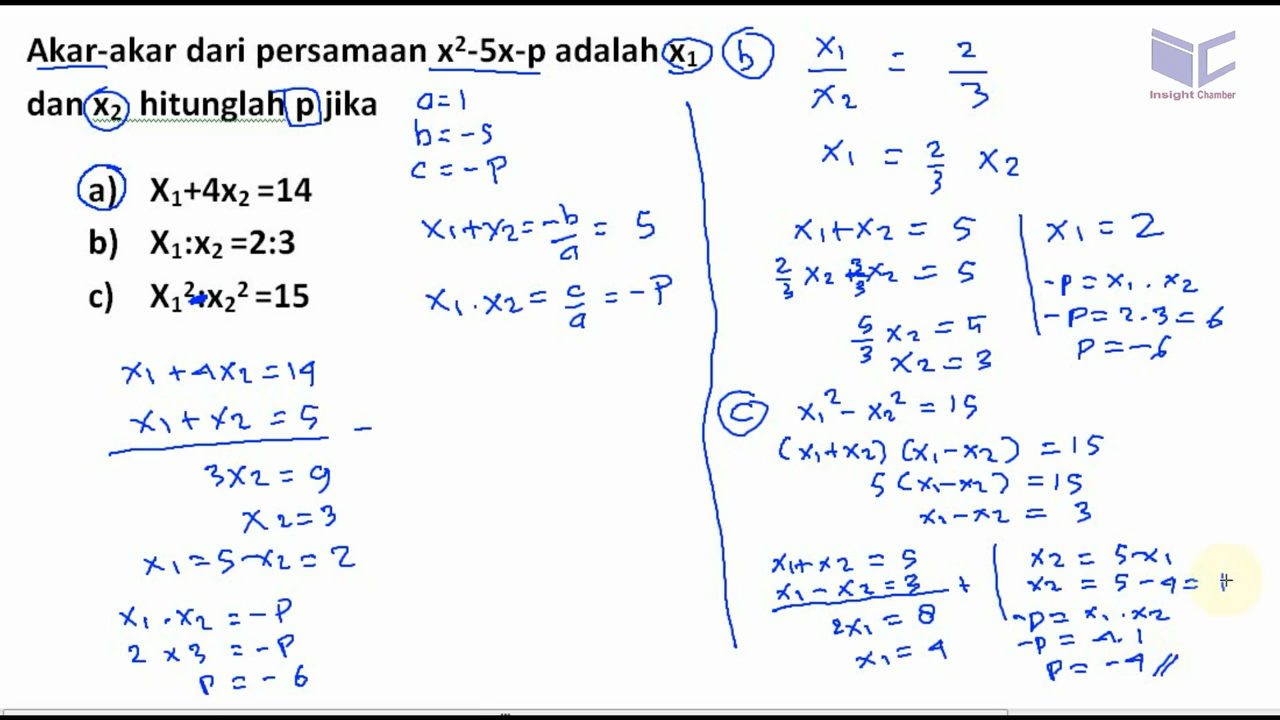 Akar-akar dari persamaan x²-5x-p adalah x₁
dan x₂ hitunglah p jika
a) X₁+4x₂ =14
b) X₁:x₂ =2:3
c) X₁²-x₂² =15
a=1
b=-5
c=-p
x₁+x₂=-b/a = 5
x₁.x₂ = c/a = -p
x₁+4x₂=14
x₁+x₂=5 -
3x₂=9
x₂=3
x₁=5-x₂=2
x₁.x₂=-p
2x3=-p
p=-6
b x₁/x₂ = 2/3
x₁ = 2/3 x₂
x₁+x₂=5
2/3 x₂+3/3x₂=5
5/3 x₂=5
x₂=3
x₁=2
-p=x₁.x₂
-p=2.3=6
p=-6
c x₁²-x₂²=15
(x₁+x₂)(x₁-x₂)=15
5(x₁-x₂)=15
x₁-x₂=3
x₁+x₂=5
x₁-x₂=3 +
2x₁=8
x₁=4
x₂=5-x₁
x₂=5-4=1
-p=x₁.x₂
-p=4.1
p=-4//
Insight Chamber